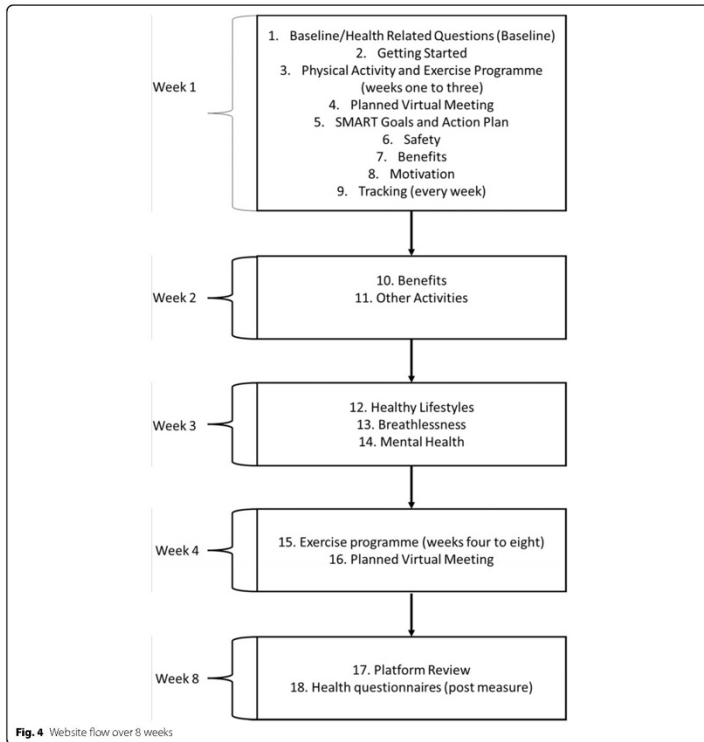 Week 1
1. Baseline/Health Related Questions (Baseline)
2. Getting Started
3. Physical Activity and Exercise Programme
(weeks one to three)
4. Planned Virtual Meeting
5. SMART Goals and Action Plan
6. Safety
7. Benefits
8. Motivation
9. Tracking (every week)
Week 2
10. Benefits
11. Other Activities
Week 3
12. Healthy Lifestyles
13. Breathlessness
14. Mental Health
Week 4
15. Exercise programme (weeks four to eight)
16. Planned Virtual Meeting
Week 8
17. Platform Review
18. Health questionnaires (post measure)
Fig. 4 Website flow over 8 weeks